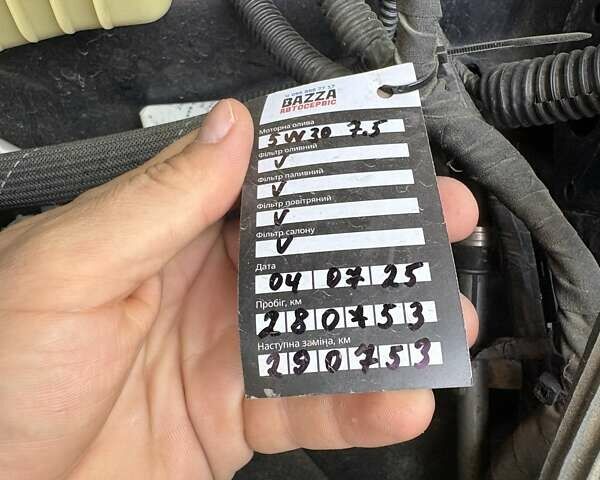 BAZZA
АВТОСЕРВІС
Моторна олива
5W30 7.5
Фільтр оливний
✓
Фільтр паливний
✓
Фільтр повітряний
✓
Фільтр салону
✓
Дата
04 07 25
Пробіг, км
280753
Наступна заміна, км
290753